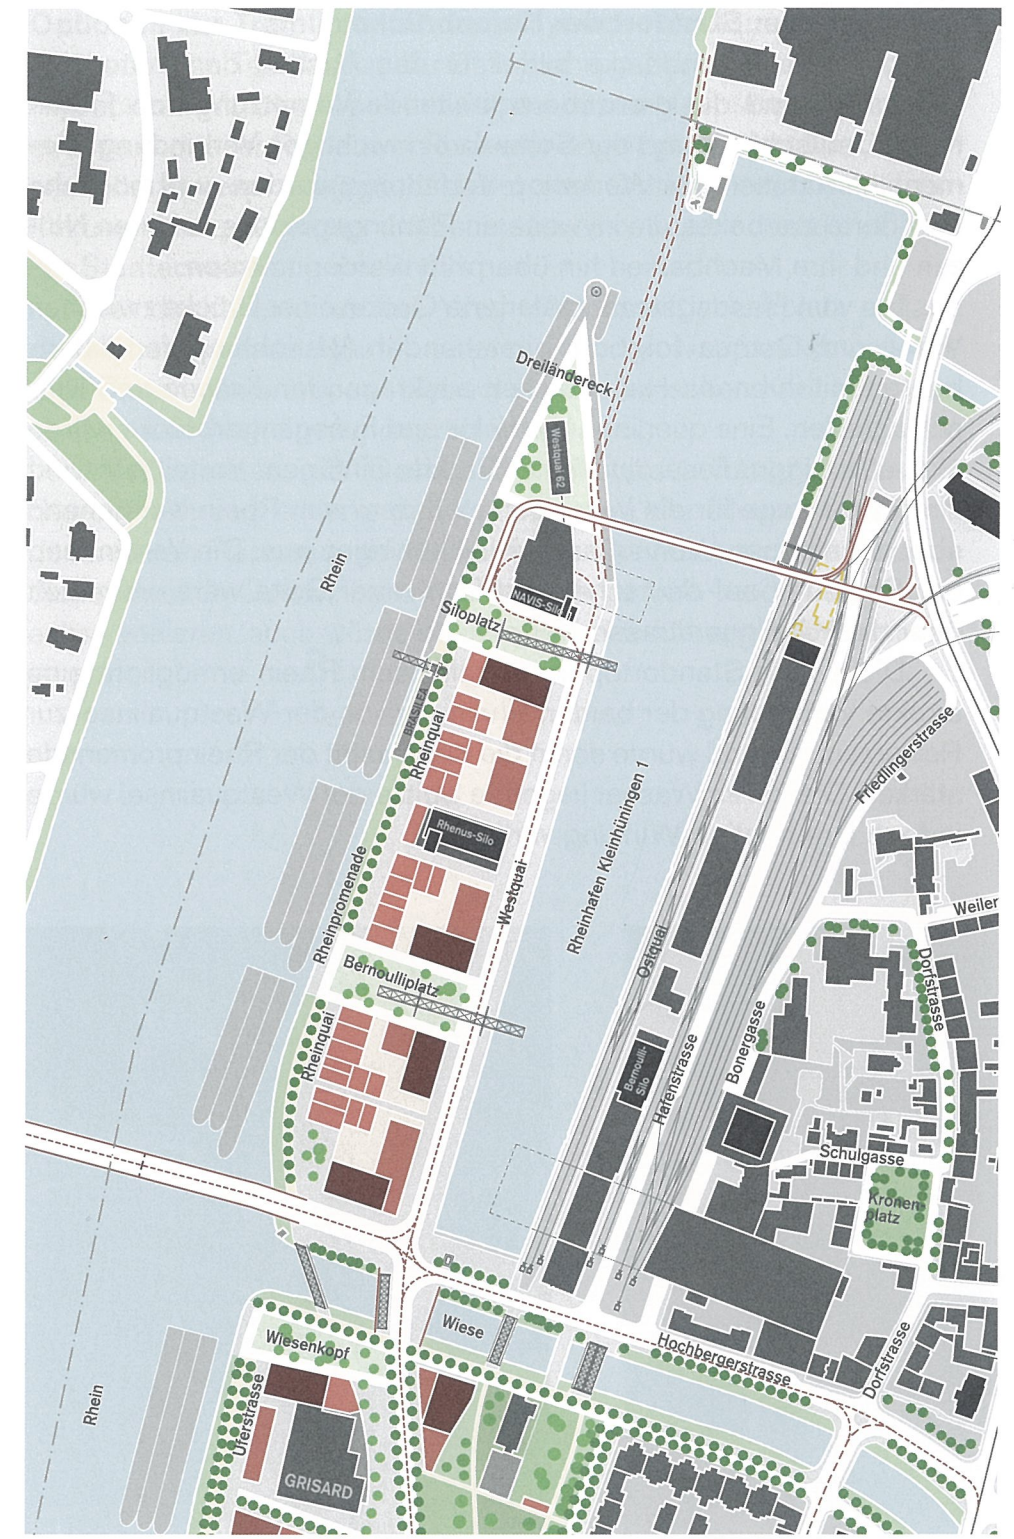 Dreiländereck
Westquai 62
Rhein
NAVIS-Silo
Siloplatz
BRASILEA
Rheinquai
Friedlingerstrasse
Rhenus-Silo
Rheinhafen Kleinhüningen 1
Westquai
Rheinpromenade
Weiler
Ostquai
Dorfstrasse
Bernoulliplatz
Rheinquai
Bonergasse
Bernoulli-
Silo
Hafenstrasse
Schulgasse
Kronen
platz
Wiese
Hochbergerstrasse
Wiesenkopf
Dorfstrasse
Rhein
Uferstrasse
GRISARD